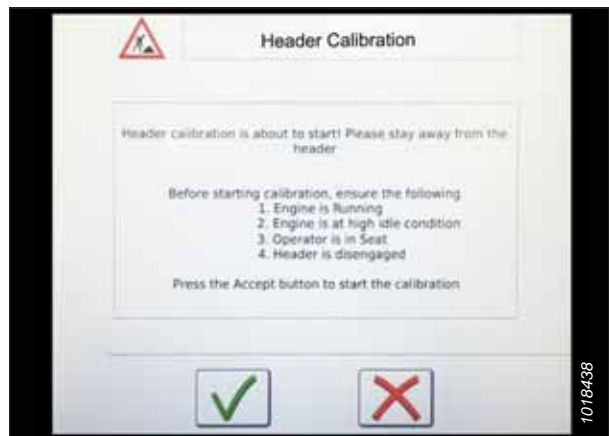 Header Calibration
Header calibration is about to start! Please stay away from the
header
Before starting calibration, ensure the following
1. Engine is Running
2. Engine is at high idle condition
3. Operator is in Seat
4. Header is disengaged
Press the Accept button to start the calibration
1018438